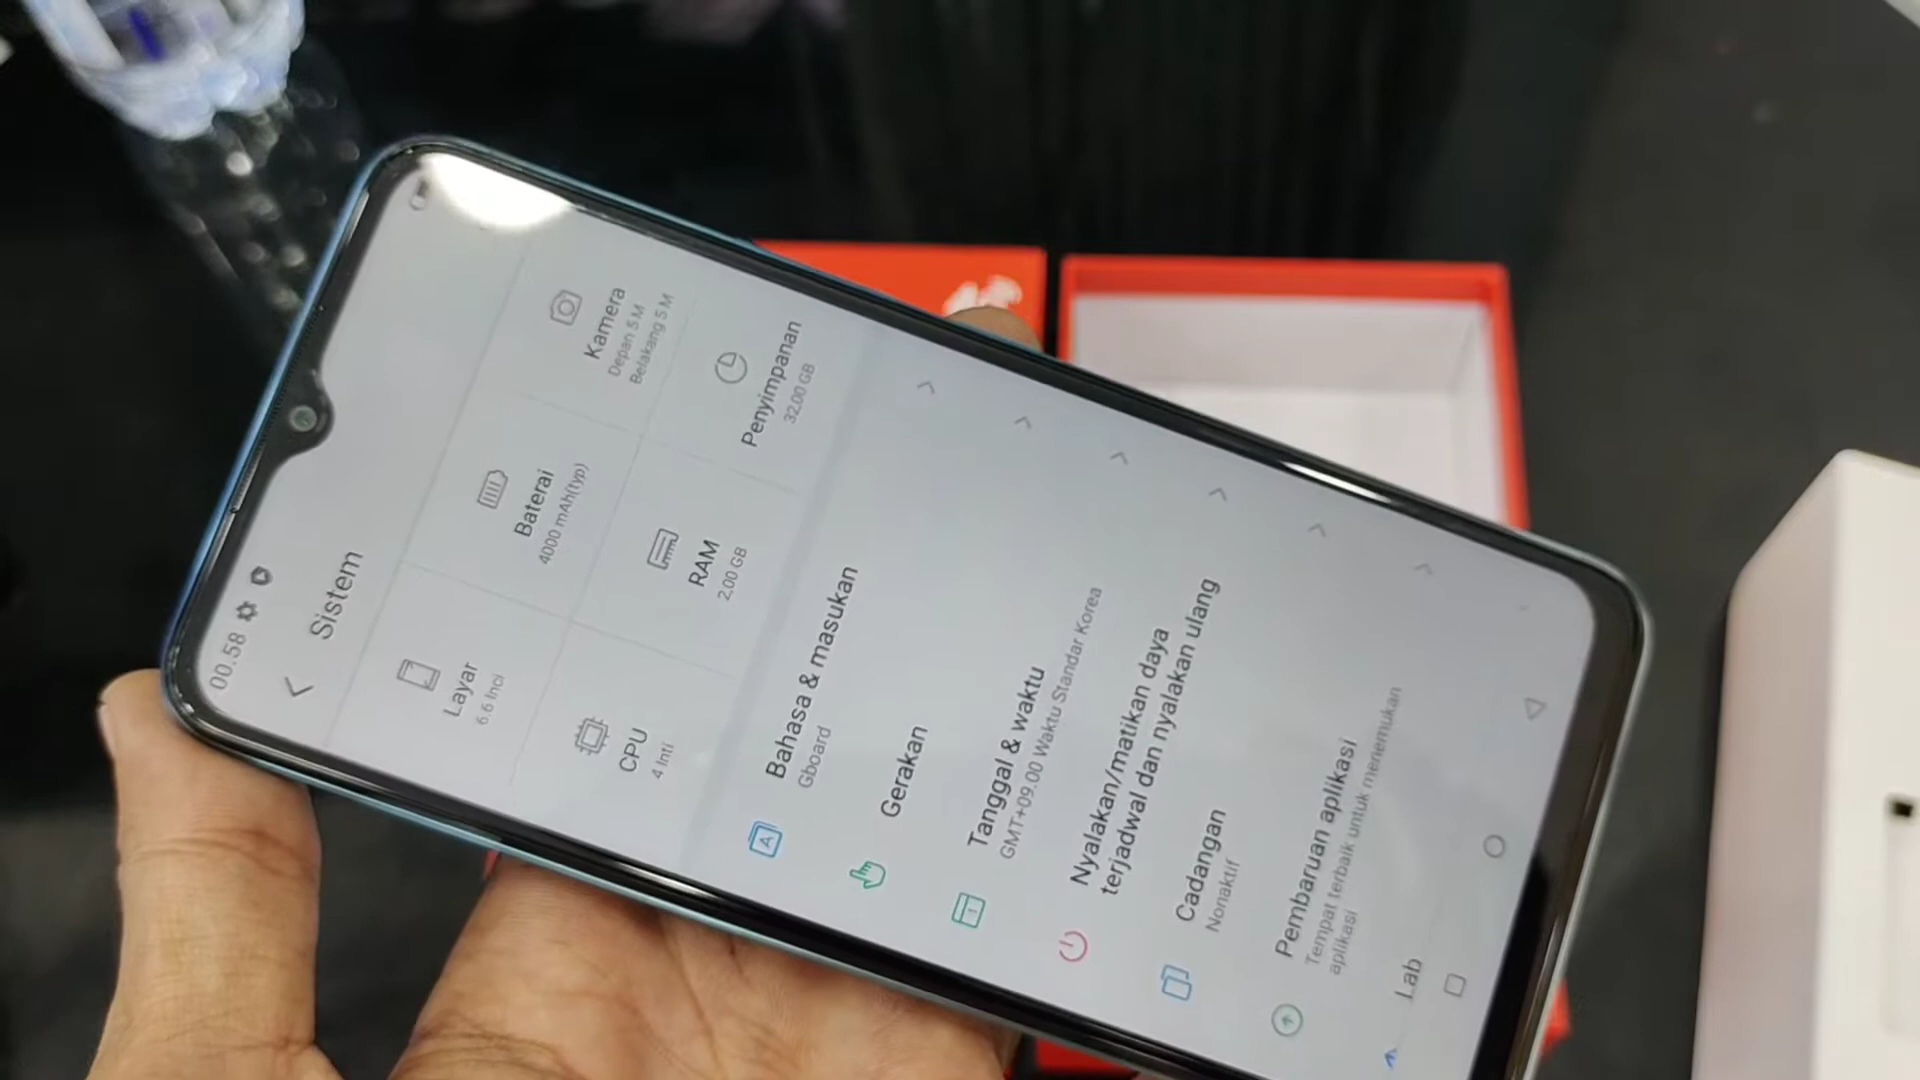 00.58
Sistem
Layar
6.6 Inci
Baterai
4000 mAh(typ)
Kamera
Depan 5 M
Belakang 5 M
CPU
4 Inti
RAM
2,00 GB
Penyimpanan
32,00 GB
Bahasa & masukan
Gboard
Gerakan
Tanggal & waktu
GMT+09.00 Waktu Standar Korea
Nyalakan/matikan daya
terjadwal dan nyalakan ulang
Cadangan
Nonaktif
Pembaruan aplikasi
Tempat terbaik untuk menemukan
aplikasi
Lab